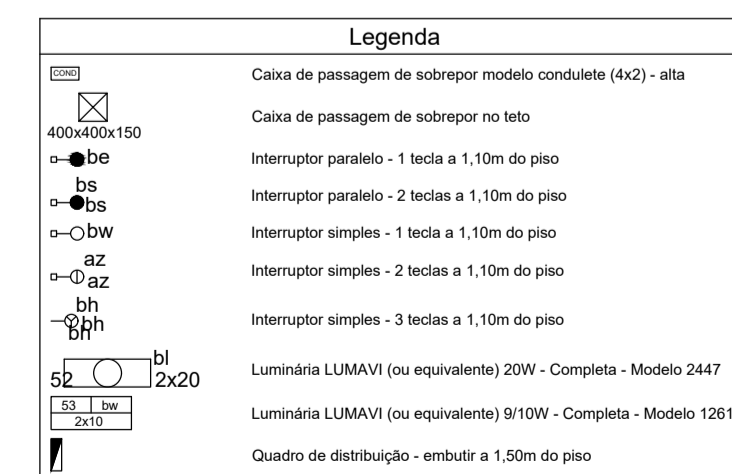 Legenda
COND Caixa de passagem de sobrepor modelo condulete (4x2) - alta
Caixa de passagem de sobrepor no teto
400x400x150
be Interruptor paralelo - 1 tecla a 1,10m do piso
bs
bs Interruptor paralelo - 2 teclas a 1,10m do piso
bw Interruptor simples - 1 tecla a 1,10m do piso
az
az Interruptor simples - 2 teclas a 1,10m do piso
bh
bh Interruptor simples - 3 teclas a 1,10m do piso
bh
bl
52 2x20 Luminária LUMAVI (ou equivalente) 20W - Completa - Modelo 2447
53 bw
2x10 Luminária LUMAVI (ou equivalente) 9/10W - Completa - Modelo 1261
Quadro de distribuição - embutir a 1,50m do piso